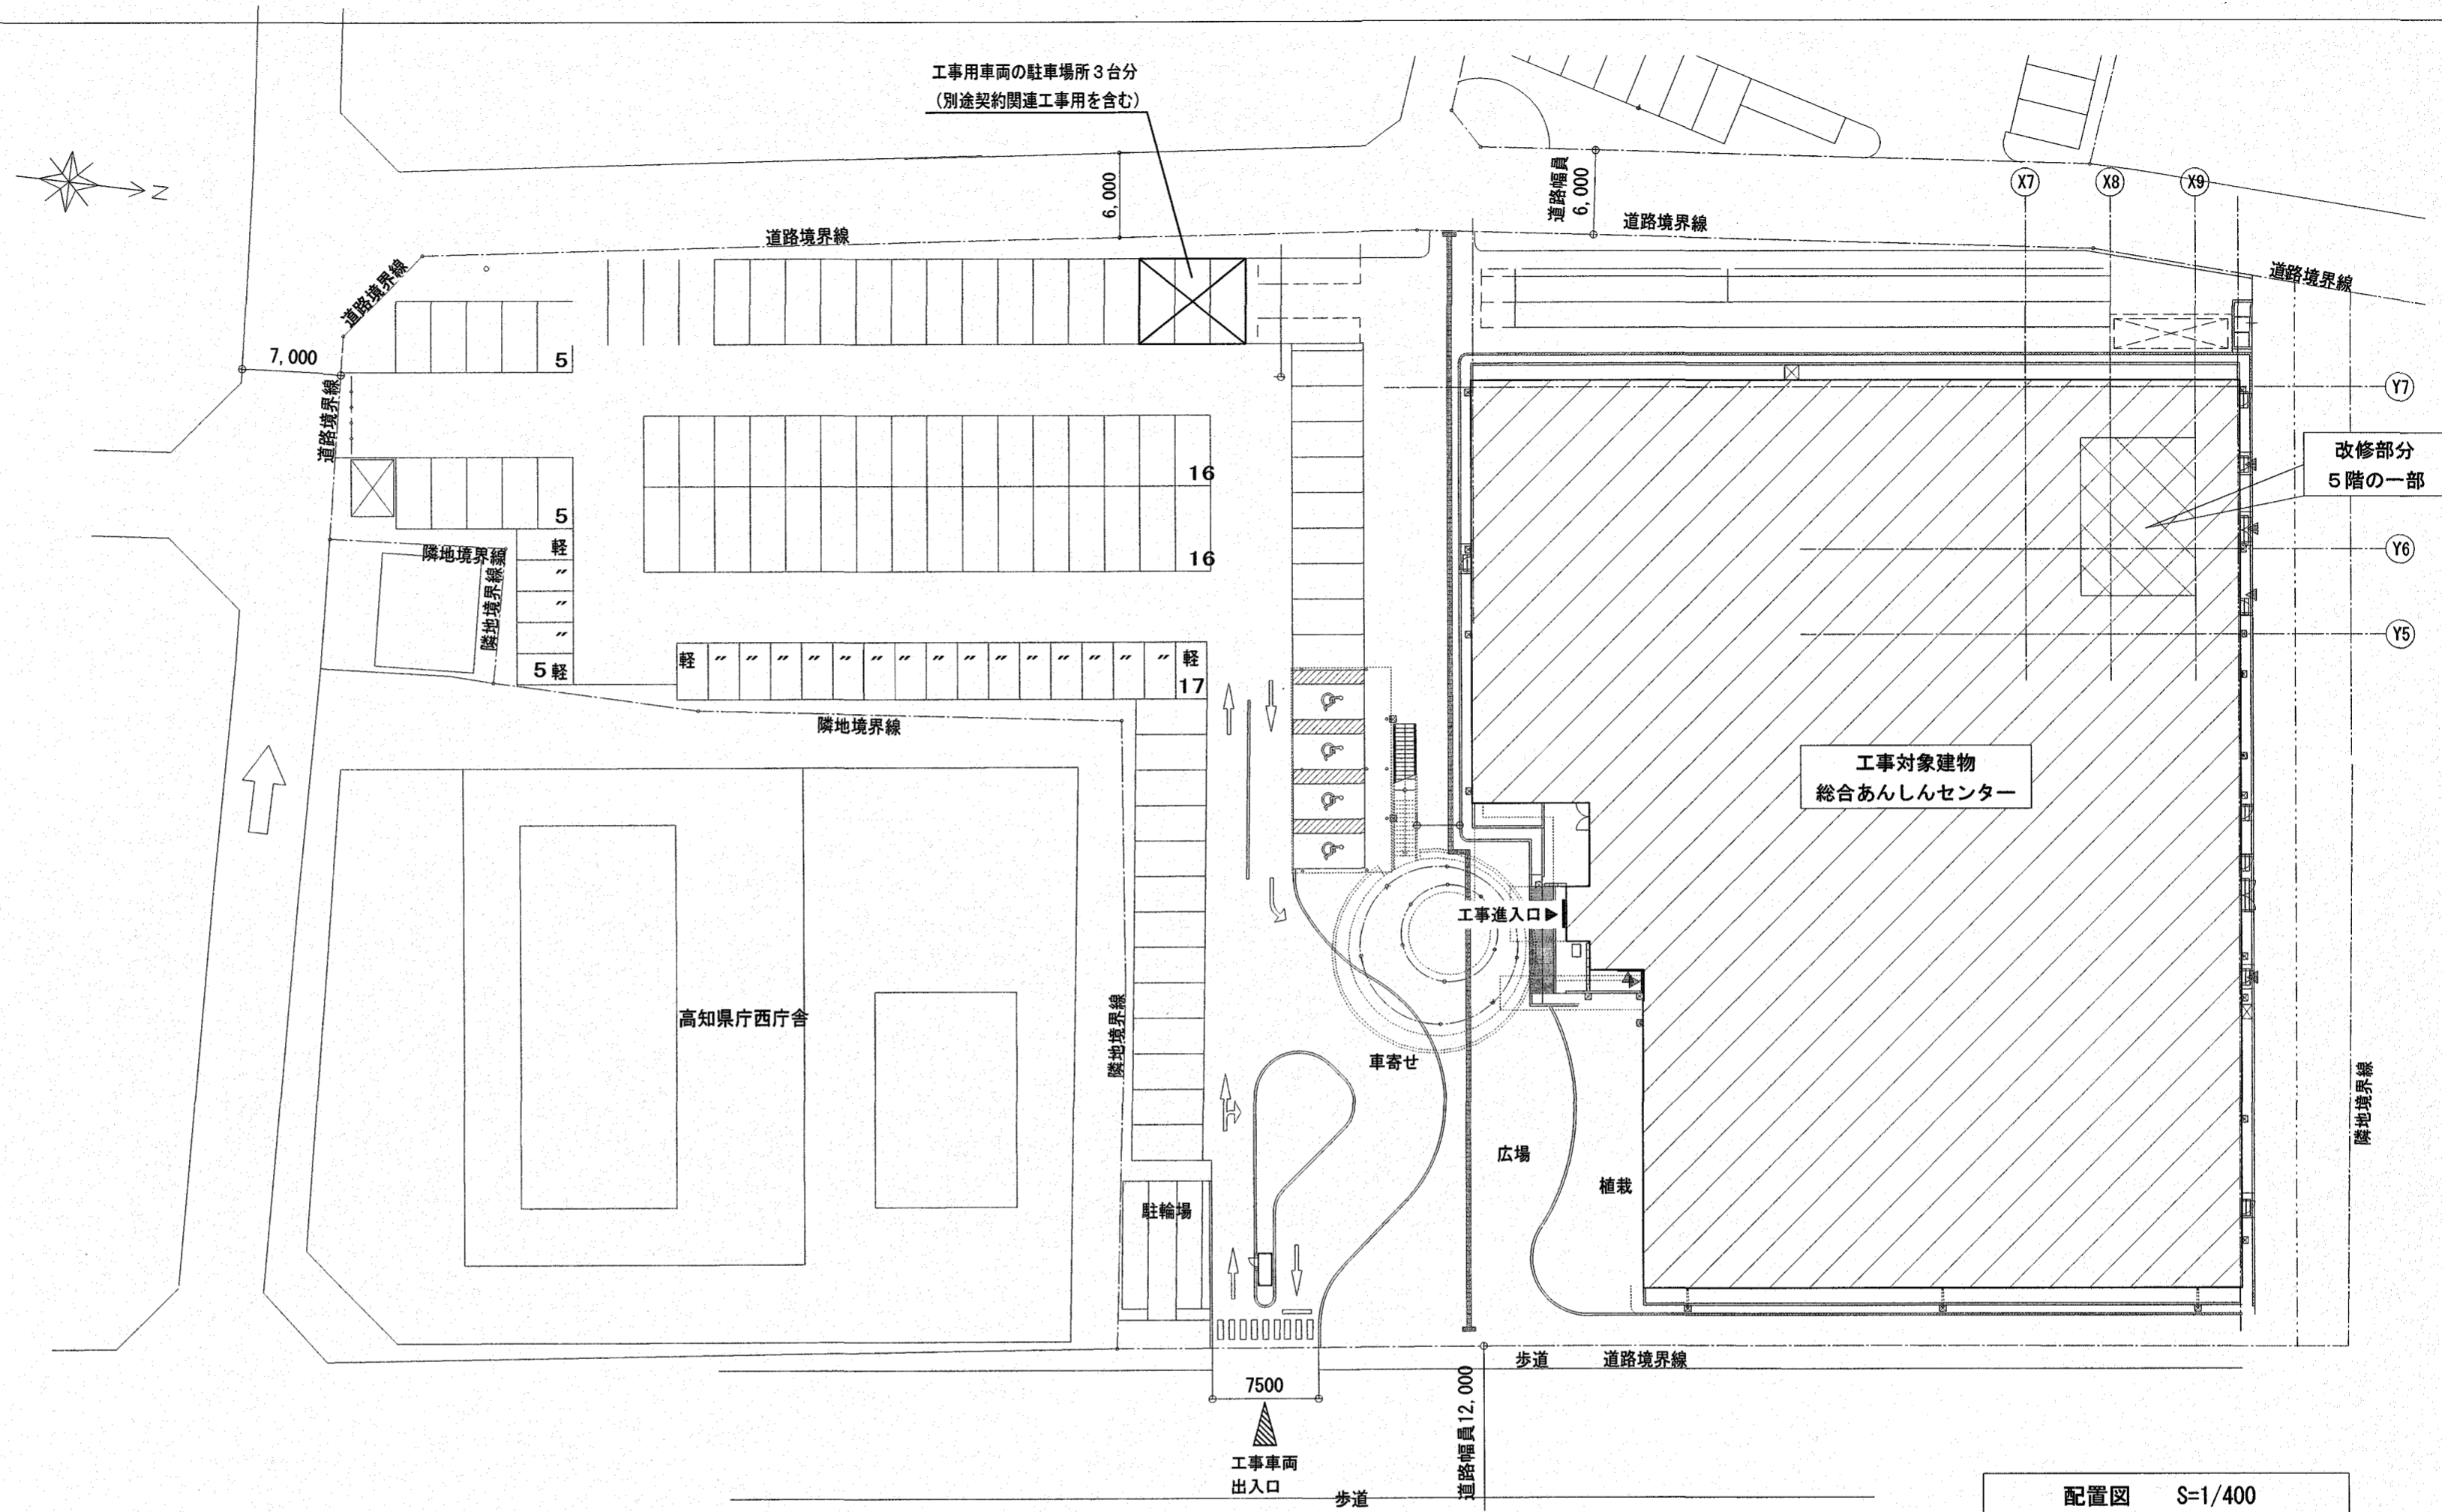 工事用車両の駐車場所３台分
（別途契約関連工事用を含む）
6,000
道路幅員
6,000
X7
X8
X9
N
道路境界線
道路境界線
道路境界線
道路境界線
7,000
道路境界線
5
Y7
16
改修部分
５階の一部
5
軽
〃
〃
〃
5軽
隣地境界線
隣地境界線
16
Y6
Y5
軽 〃 〃 〃 〃 〃 〃 〃 〃 〃 〃 〃 〃 〃 〃 〃 軽
17
隣地境界線
工事対象建物
総合あんしんセンター
工事進入口
高知県庁西庁舎
隣地境界線
車寄せ
隣地境界線
広場
植栽
駐輪場
歩道
道路境界線
7500
道路幅員12,000
工事車両
出入口
歩道
配置図 S=1/400